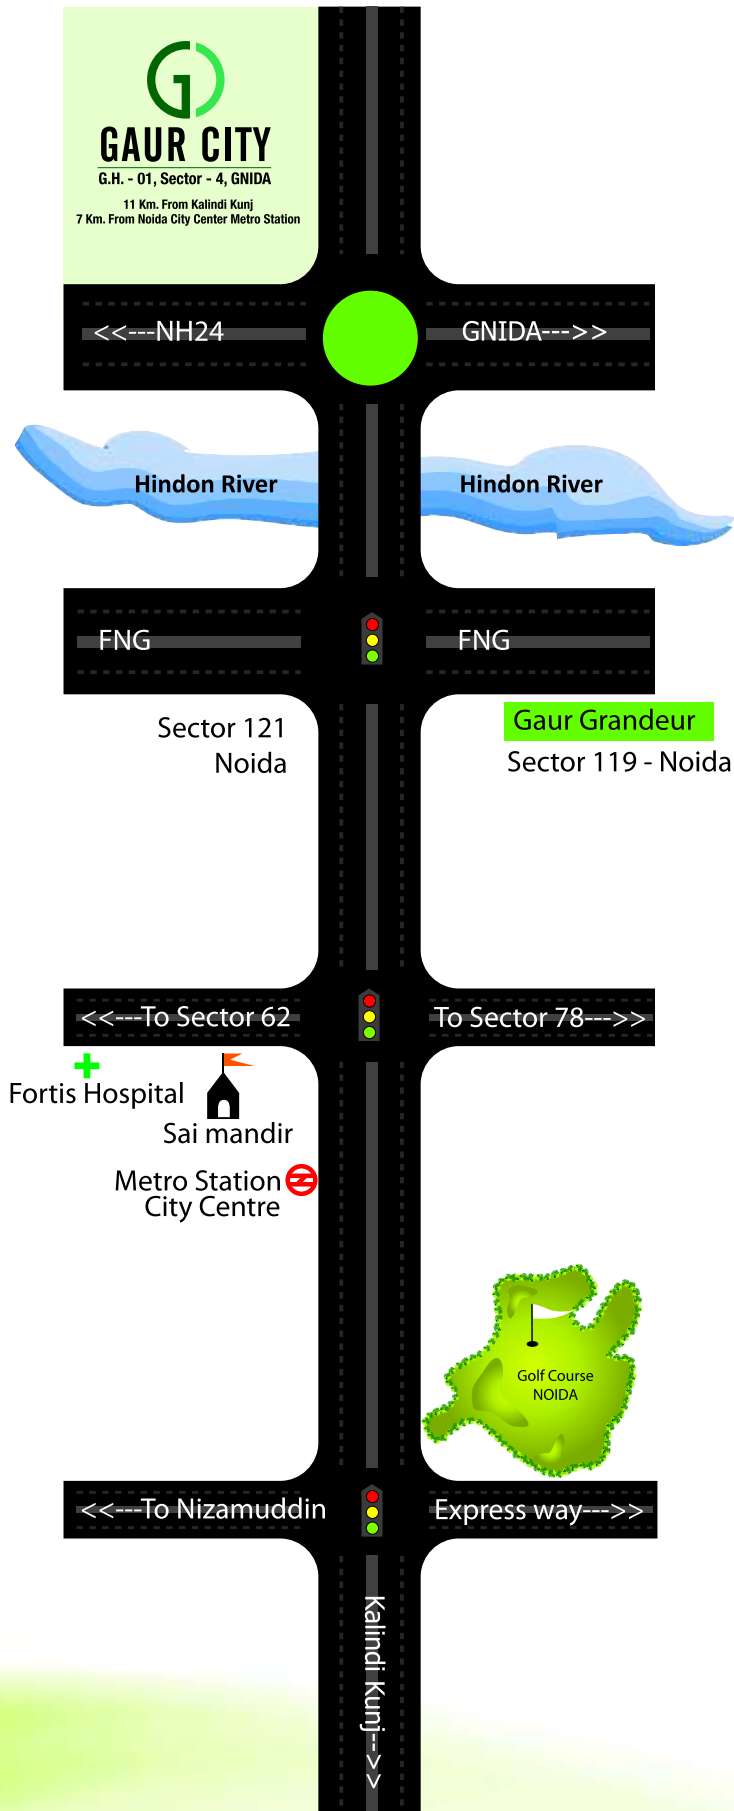 GAUR CITY
G.H. - 01, Sector - 4, GNIDA
11 Km. From Kalindi Kunj
7 Km. From Noida City Center Metro Station
<<---NH24
GNIDA--->>
Hindon River
Hindon River
FNG
FNG
Sector 121
Noida
Gaur Grandeur
Sector 119 - Noida
<<---To Sector 62
To Sector 78--->>
Fortis Hospital
Sai mandir
Metro Station
City Centre
Golf Course
NOIDA
<<---To Nizamuddin
Express way--->>
Kalindi Kunj-->>